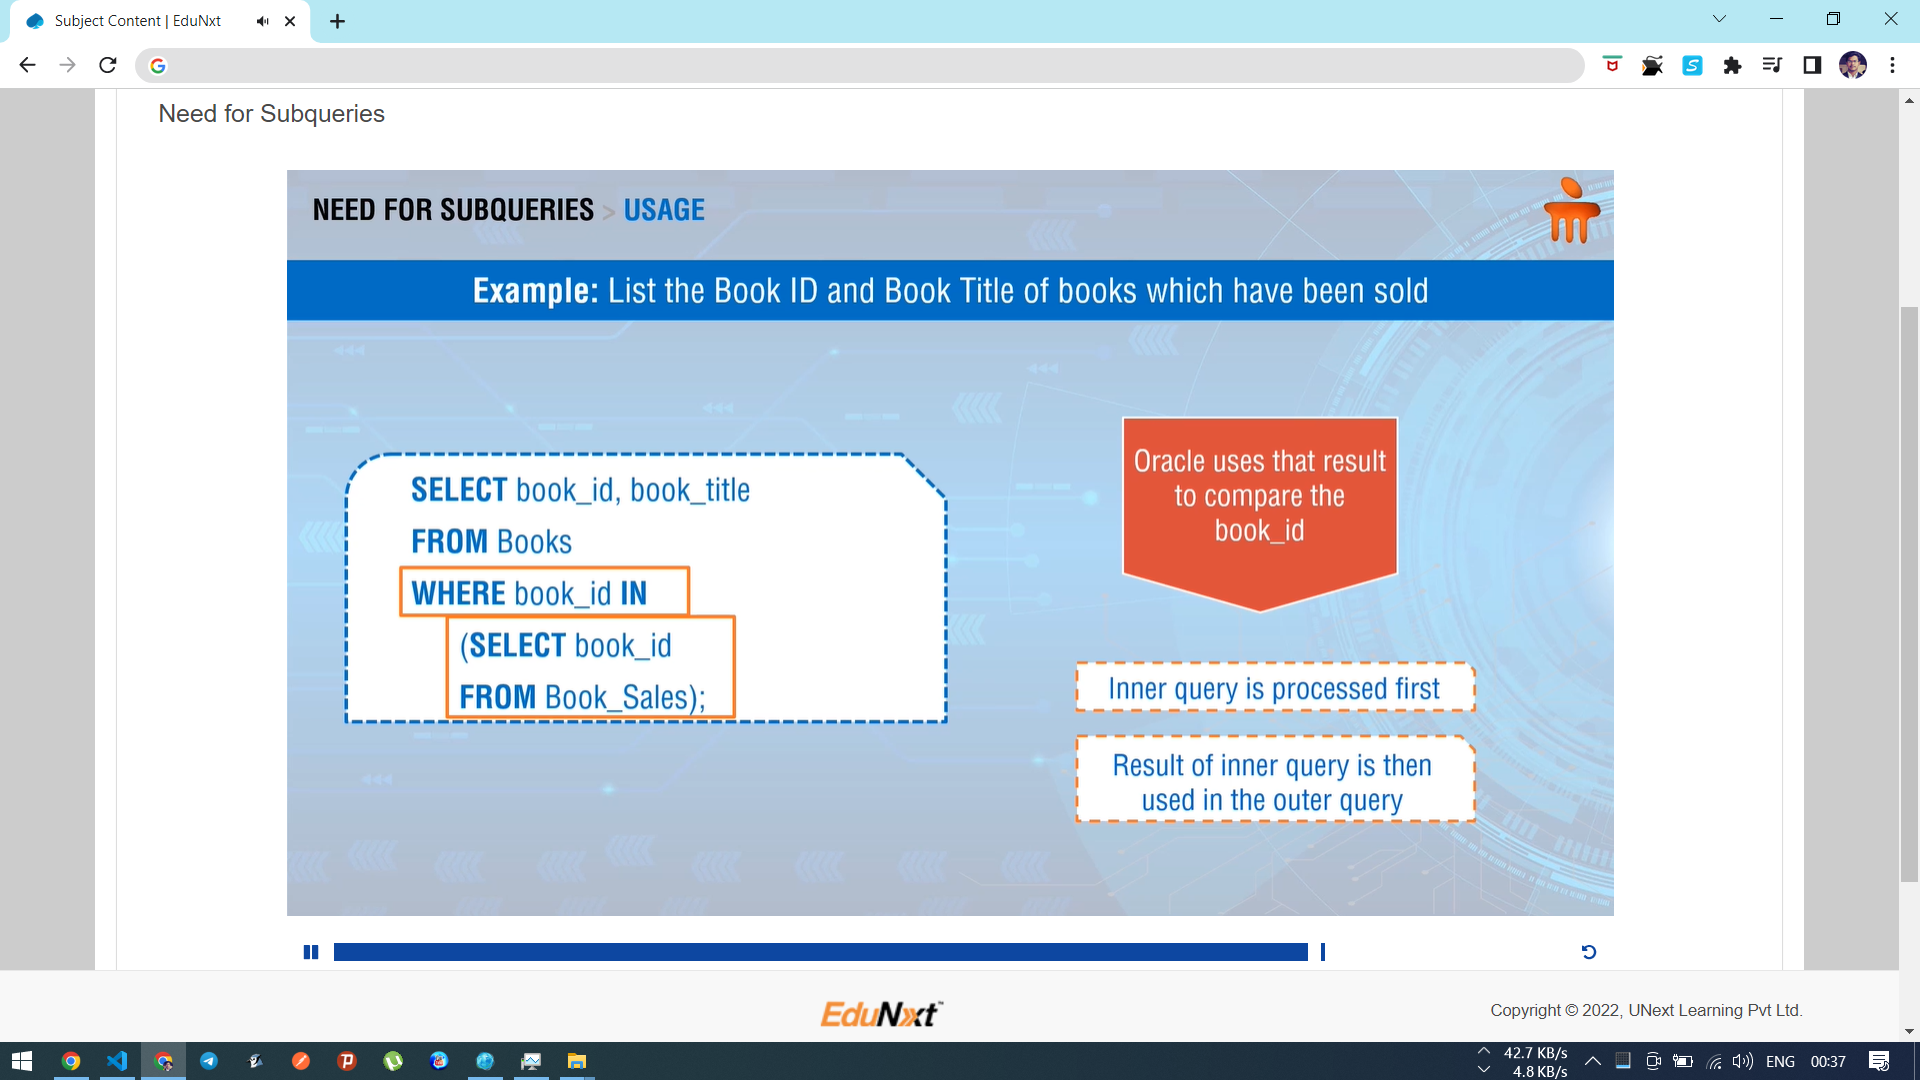 Subject Content | EduNxt
Need for Subqueries
NEED FOR SUBQUERIES > USAGE
Example: List the Book ID and Book Title of books which have been sold
SELECT book_id, book_title
FROM Books
WHERE book_id IN
(SELECT book_id
FROM Book_Sales);
Oracle uses that result
to compare the
book_id
Inner query is processed first
Result of inner query is then
used in the outer query
EduNxt™
Copyright © 2022, UNext Learning Pvt Ltd.
42.7 KB/s
4.8 KB/s
ENG
00:37